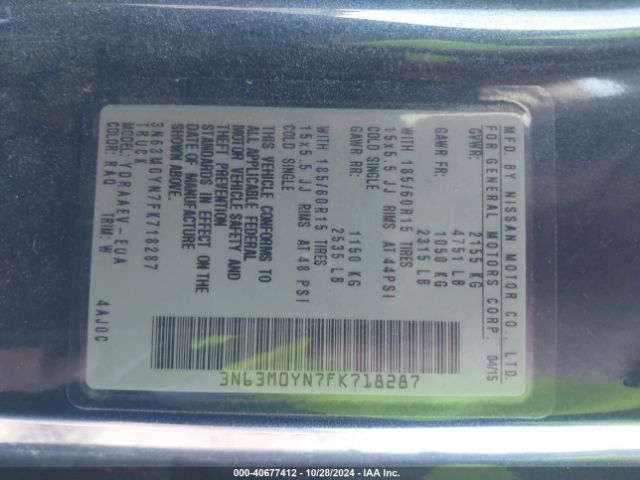 MFD. BY NISSAN MOTOR CO., LTD.
FOR GENERAL MOTORS CORP. 04/15
GVWR: 2155 KG
4751 LB
GAWR FR: 1050 KG
2315 LB
WITH 185/60R15 TIRES
15x5.5 JJ RIMS AT 44PSI
COLD SINGLE
GAWR RR: 1150 KG
2535 LB
WITH 185/60R15 TIRES
15x5.5 JJ RIMS AT 48 PSI
COLD SINGLE
THIS VEHICLE CONFORMS TO
ALL APPLICABLE FEDERAL
MOTOR VEHICLE SAFETY AND
THEFT PREVENTION
STANDARDS IN EFFECT ON THE
DATE OF MANUFACTURE
SHOWN ABOVE.
3N63M0YN7FK718287
TRUCK
MODEL: YDRAAEV-EUA
COLOR: RAQ TRIM: W 4AJ0C
3N63M0YN7FK718287
000-40677412 - 10/28/2024 - IAA Inc.